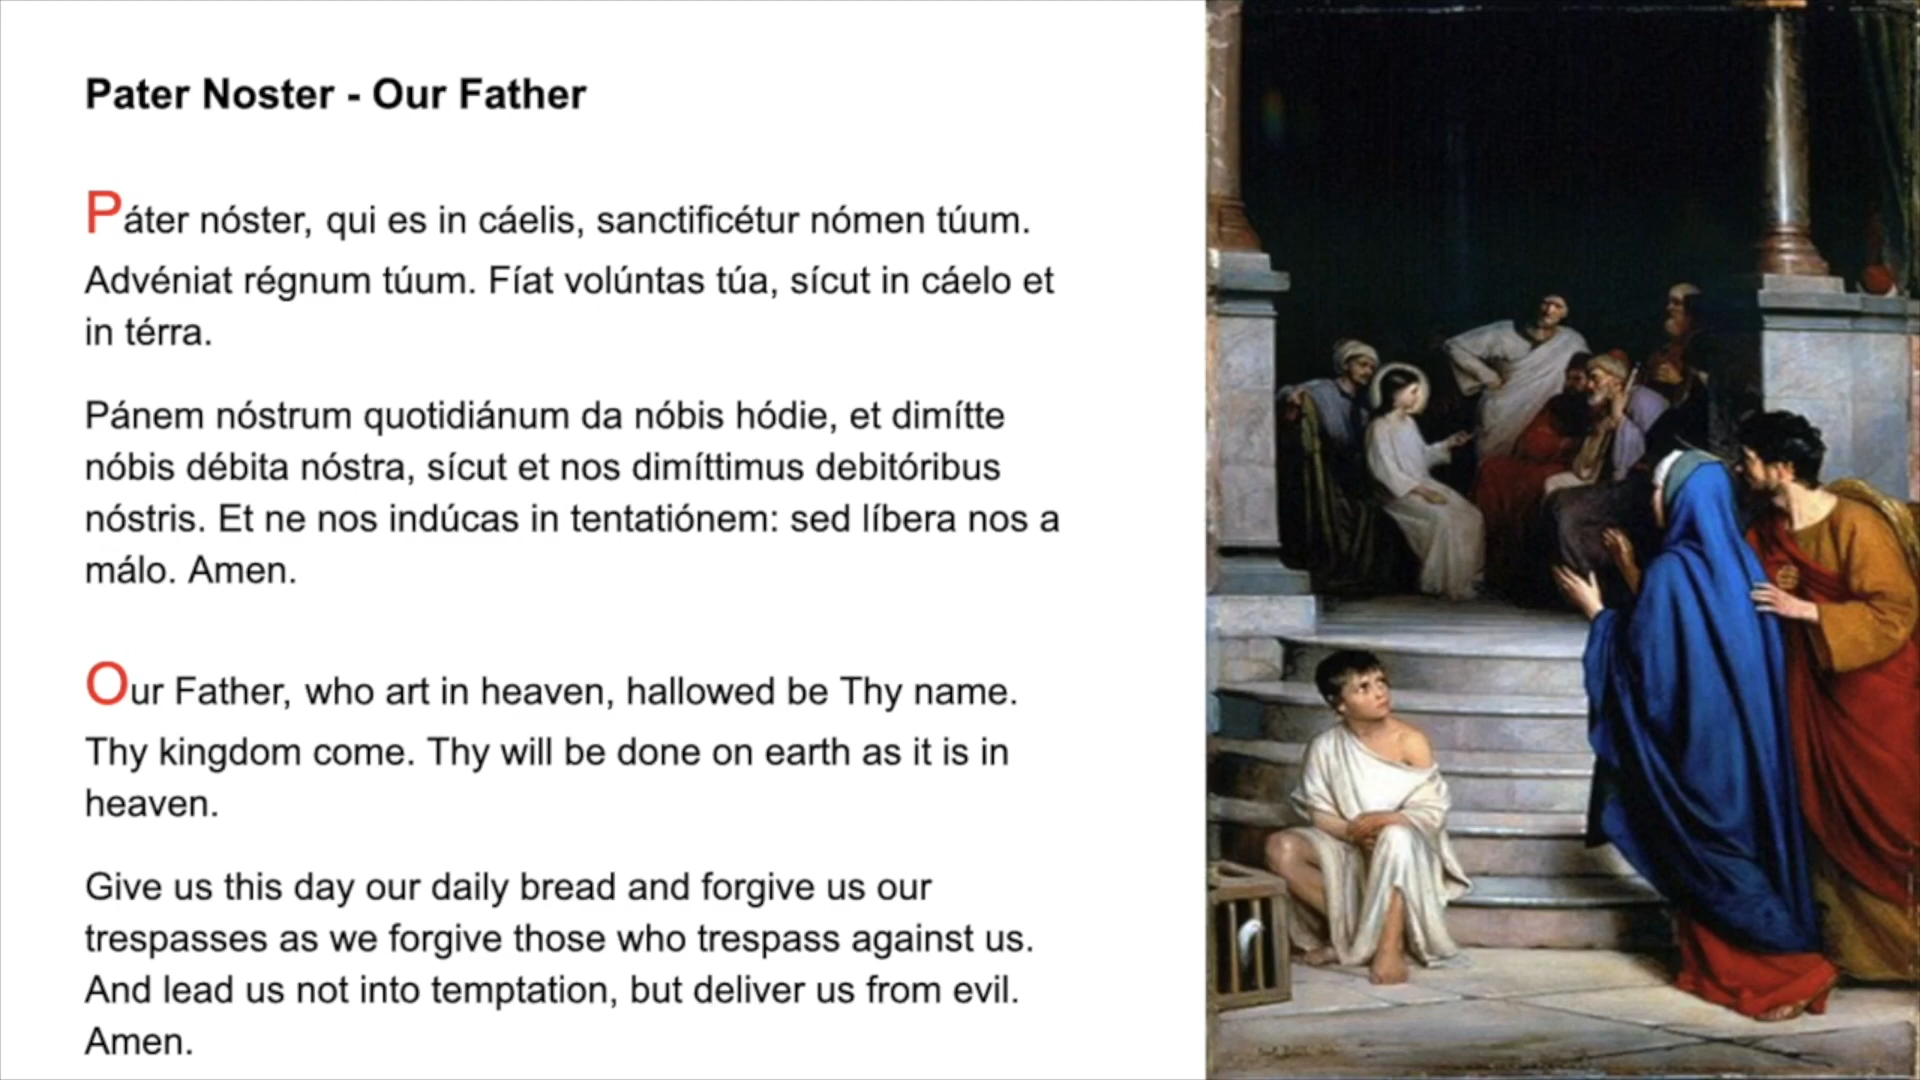 Pater Noster - Our Father
Páter nóster, qui es in cáelis, sanctificétur nómen túum.
Advéniat régnum túum. Fíat volúntas túa, sícut in cáelo et
in térra.
Pánem nóstrum quotidiánum da nóbis hódie, et dimítte
nóbis débita nóstra, sícut et nos dimíttimus debitóribus
nóstris. Et ne nos indúcas in tentatiónem: sed líbera nos a
málo. Amen.
Our Father, who art in heaven, hallowed be Thy name.
Thy kingdom come. Thy will be done on earth as it is in
heaven.
Give us this day our daily bread and forgive us our
trespasses as we forgive those who trespass against us.
And lead us not into temptation, but deliver us from evil.
Amen.